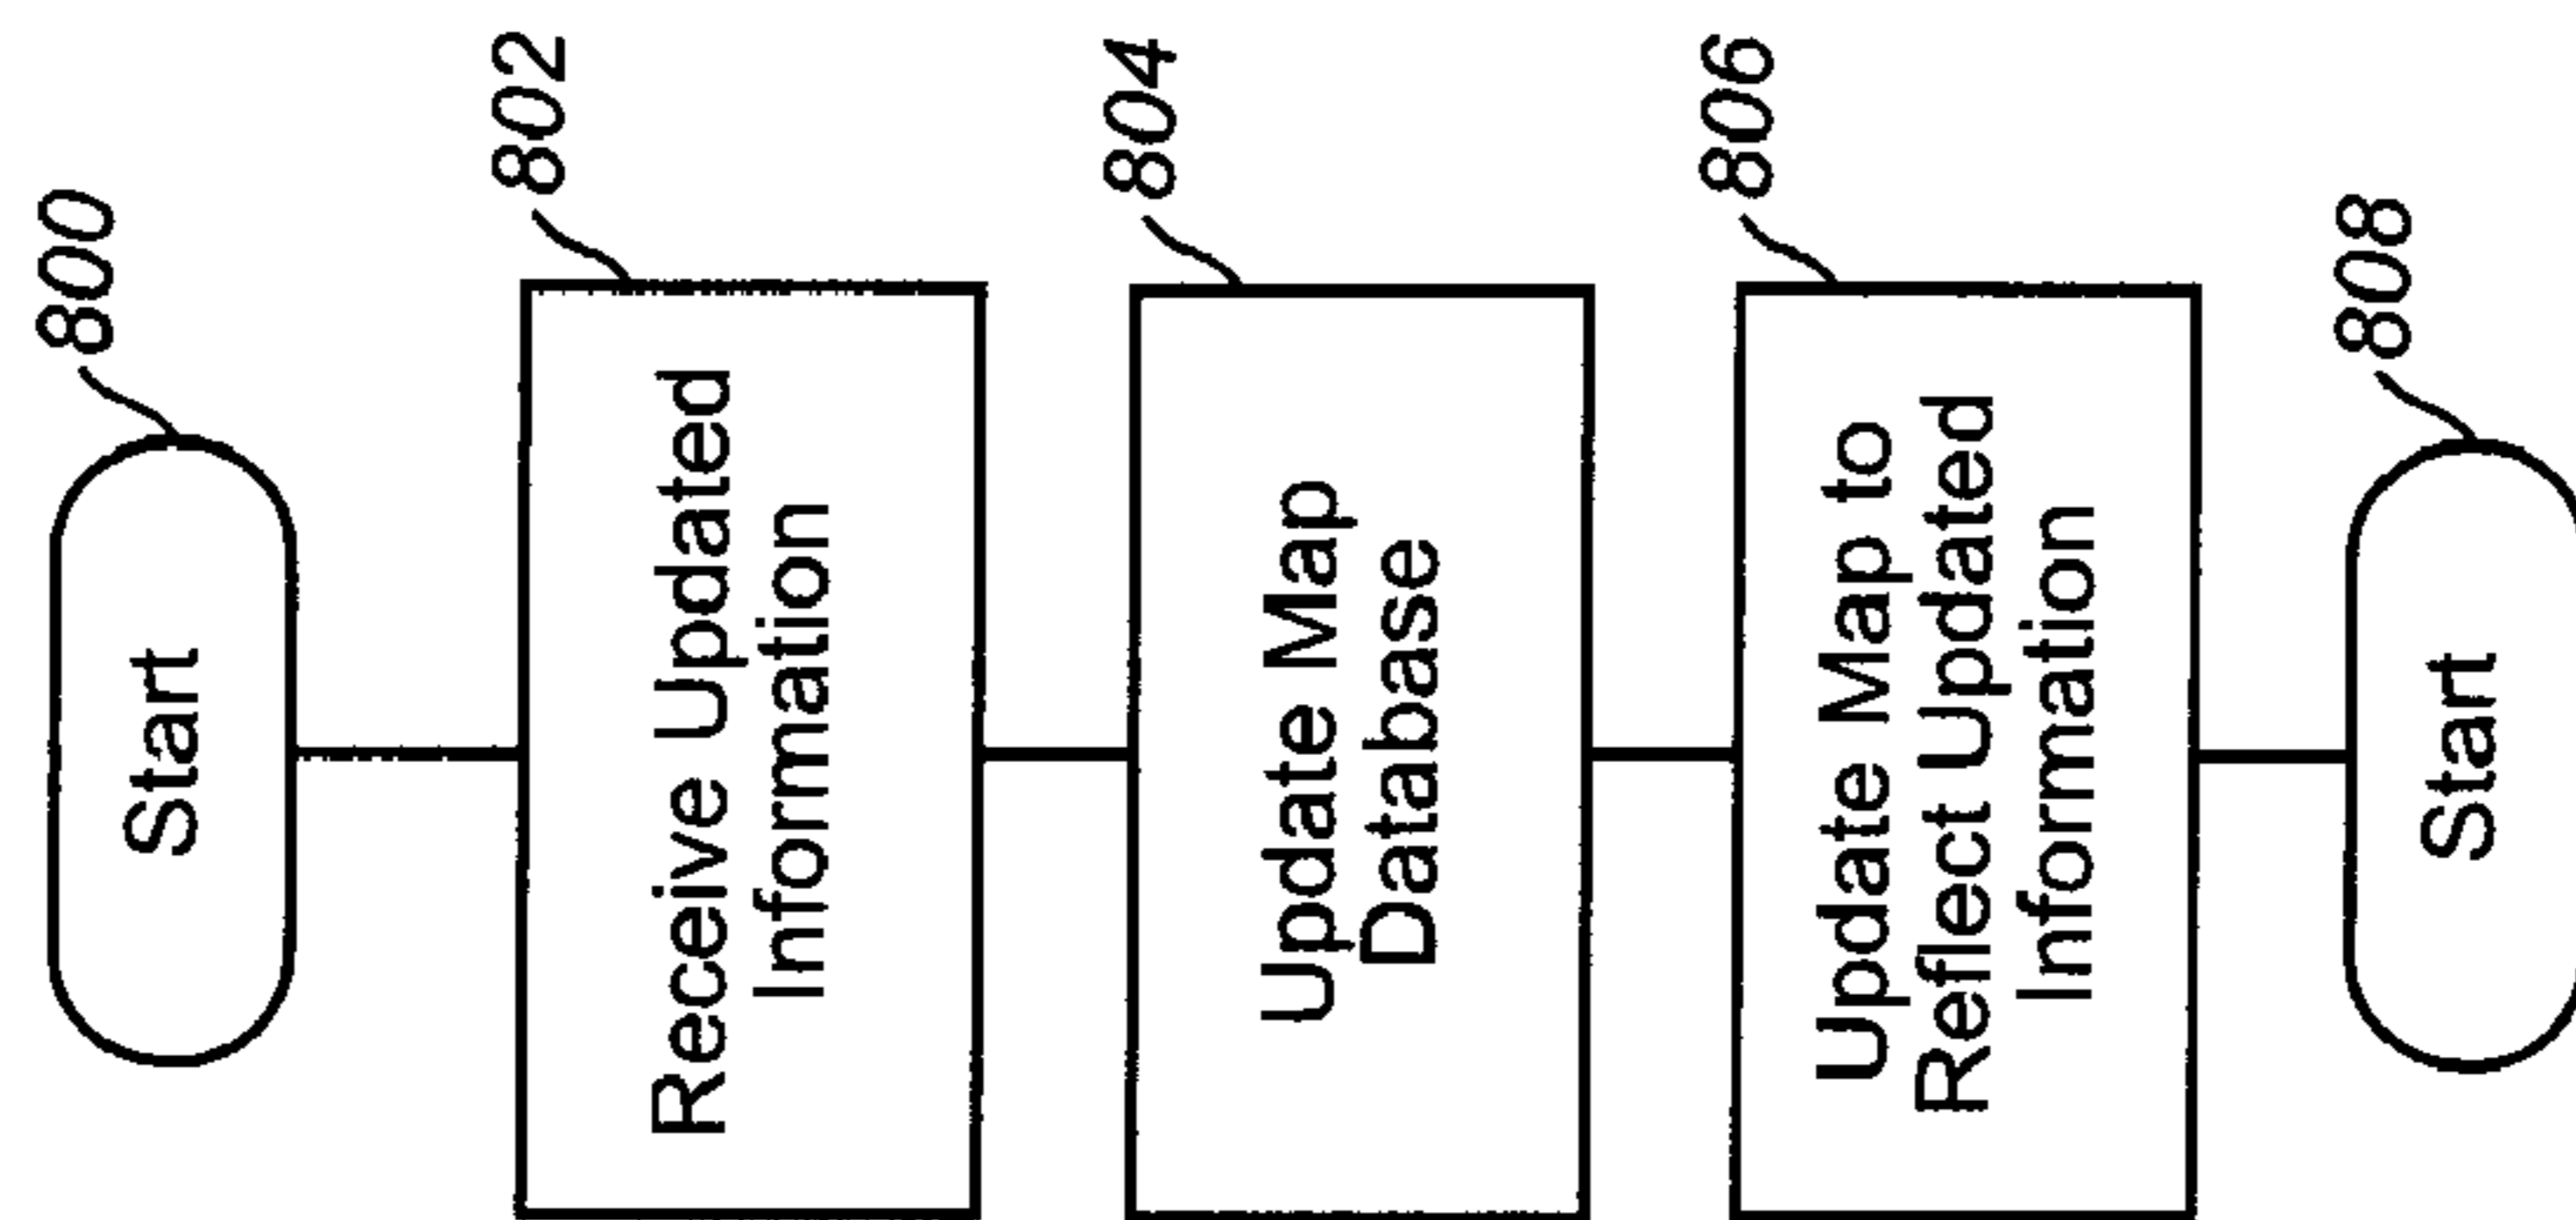 800
Start
802
Receive Updated
Information
804
Update Map
Database
806
Update Map to
Reflect Updated
Information
808
Start